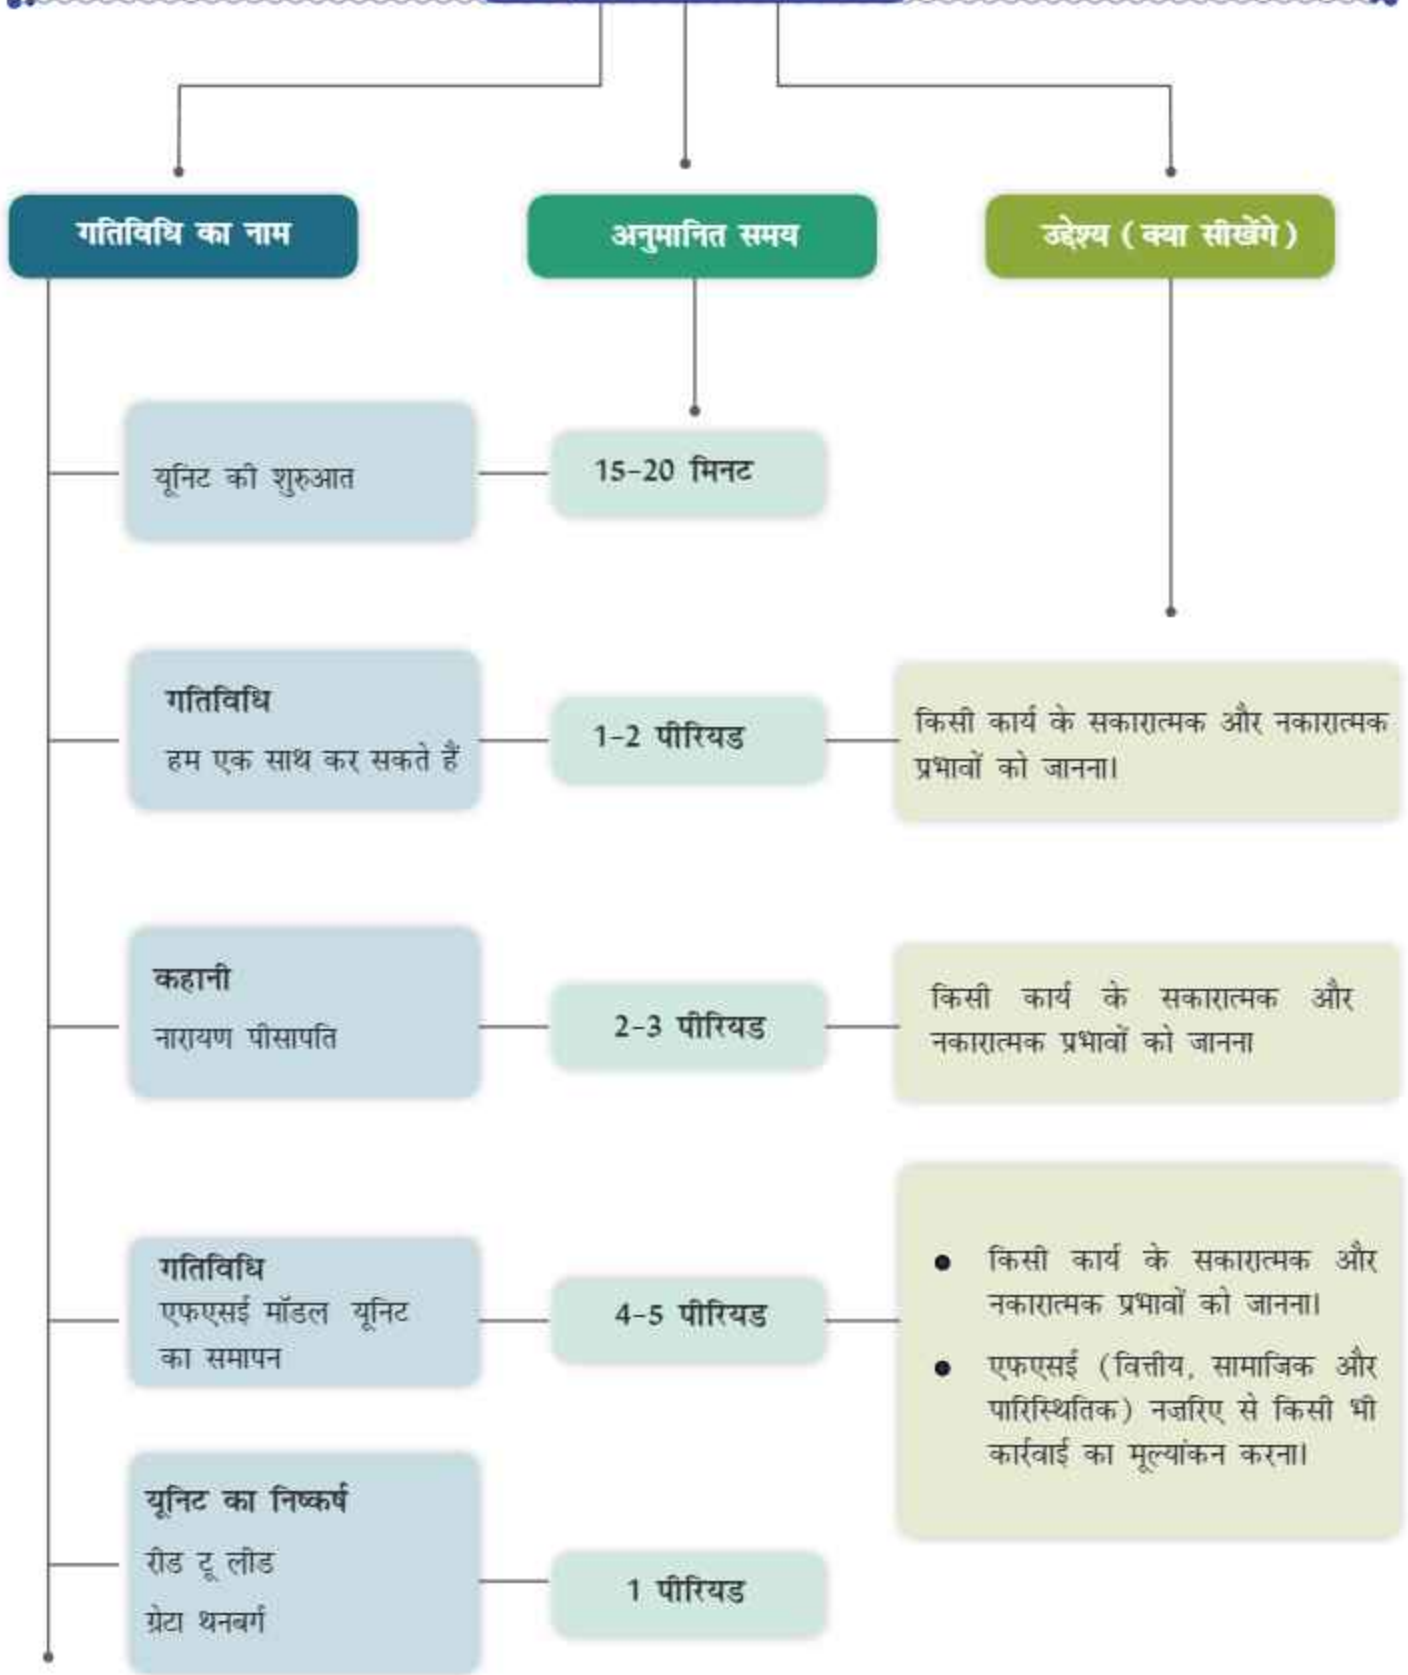 गतिविधि का नाम
अनुमानित समय
उद्देश्य (क्या सीखेंगे)
यूनिट की शुरुआत
15-20 मिनट
गतिविधि
हम एक साथ कर सकते हैं
1-2 पीरियड
किसी कार्य के सकारात्मक और नकारात्मक
प्रभावों को जानना।
कहानी
नारायण पीसापति
2-3 पीरियड
किसी कार्य के सकारात्मक और
नकारात्मक प्रभावों को जानना
गतिविधि
एफएसई मॉडल यूनिट
का समापन
4-5 पीरियड
● किसी कार्य के सकारात्मक और
नकारात्मक प्रभावों को जानना।
● एफएसई (वित्तीय, सामाजिक और
पारिस्थितिक) नज़रिए से किसी भी
कार्रवाई का मूल्यांकन करना।
यूनिट का निष्कर्ष
रीड टू लीड
ग्रेटा थनबर्ग
1 पीरियड